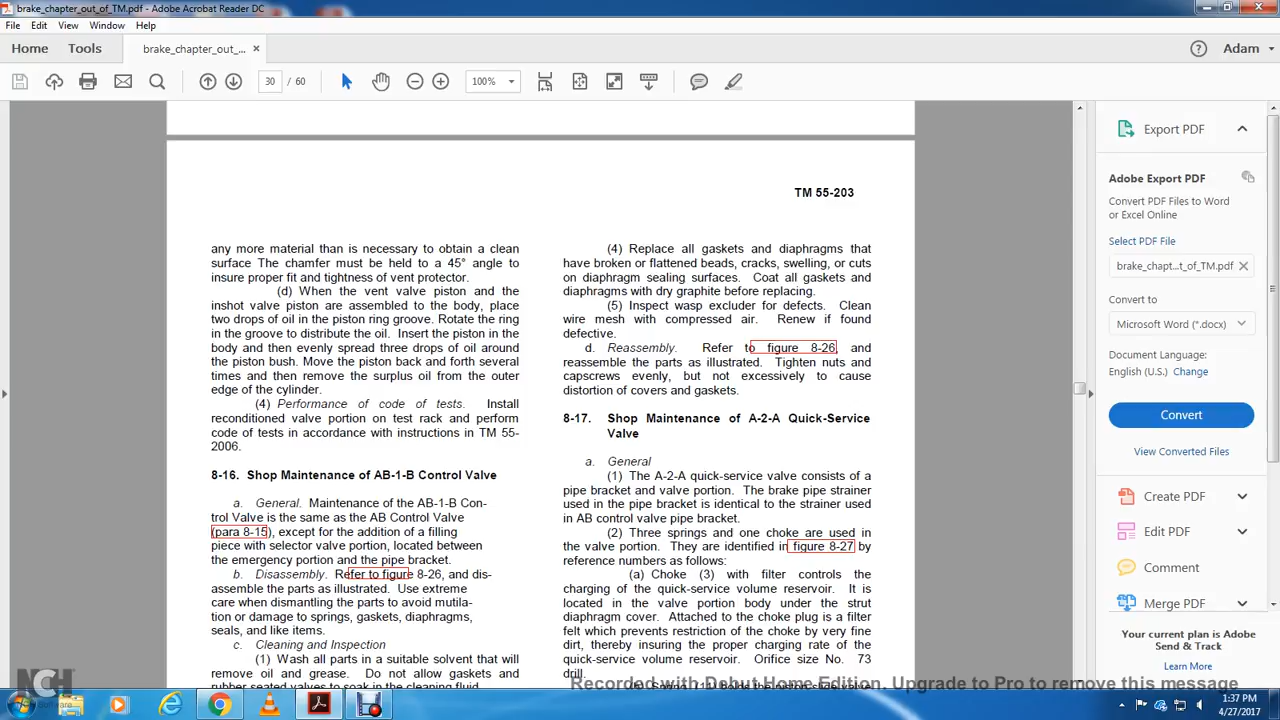 brake_chapter_out_of_TM.pdf - Adobe Acrobat Reader DC
File Edit View Window Help
Home Tools brake_chapter_out_... × Adam
30 / 60 100%
TM 55-203
any more material than is necessary to obtain a clean
surface The chamfer must be held to a 45° angle to
insure proper fit and tightness of vent protector.
(d) When the vent valve piston and the
inshot valve piston are assembled to the body, place
two drops of oil in the piston ring groove. Rotate the ring
in the groove to distribute the oil. Insert the piston in the
body and then evenly spread three drops of oil around
the piston bush. Move the piston back and forth several
times and then remove the surplus oil from the outer
edge of the cylinder.
(4) Performance of code of tests. Install
reconditioned valve portion on test rack and perform
code of tests in accordance with instructions in TM 55-
2006.
8-16. Shop Maintenance of AB-1-B Control Valve
a. General. Maintenance of the AB-1-B Con-
trol Valve is the same as the AB Control Valve
(para 8-15), except for the addition of a filling
piece with selector valve portion, located between
the emergency portion and the pipe bracket.
b. Disassembly. Refer to figure 8-26, and dis-
assemble the parts as illustrated. Use extreme
care when dismantling the parts to avoid mutila-
tion or damage to springs, gaskets, diaphragms,
seals, and like items.
c. Cleaning and Inspection
(1) Wash all parts in a suitable solvent that will
remove oil and grease. Do not allow gaskets and
rubber seated valves to soak in the cleaning fluid.
(4) Replace all gaskets and diaphragms that
have broken or flattened beads, cracks, swelling, or cuts
on diaphragm sealing surfaces. Coat all gaskets and
diaphragms with dry graphite before replacing.
(5) Inspect wasp excluder for defects. Clean
wire mesh with compressed air. Renew if found
defective.
d. Reassembly. Refer to figure 8-26, and
reassemble the parts as illustrated. Tighten nuts and
capscrews evenly, but not excessively to cause
distortion of covers and gaskets.
8-17. Shop Maintenance of A-2-A Quick-Service
Valve
a. General
(1) The A-2-A quick-service valve consists of a
pipe bracket and valve portion. The brake pipe strainer
used in the pipe bracket is identical to the strainer used
in AB control valve pipe bracket.
(2) Three springs and one choke are used in
the valve portion. They are identified in figure 8-27 by
reference numbers as follows:
(a) Choke (3) with filter controls the
charging of the quick-service volume reservoir. It is
located in the valve portion body under the strut
diaphragm cover. Attached to the choke plug is a filter
felt which prevents restriction of the choke by very fine
dirt, thereby insuring the proper charging rate of the
quick-service volume reservoir. Orifice size No. 73
drill.
Export PDF
Adobe Export PDF
Convert PDF Files to Word
or Excel Online
Select PDF File
brake_chapt...t_of_TM.pdf ×
Convert to
Microsoft Word (*.docx)
Document Language:
English (U.S.) Change
Convert
View Converted Files
Create PDF
Edit PDF
Comment
Merge PDF
Your current plan is Adobe
Send & Track
Learn More
NCH
Software
Recorded with Debut Home Edition. Upgrade to Pro to remove this message
1:37 PM
4/27/2017